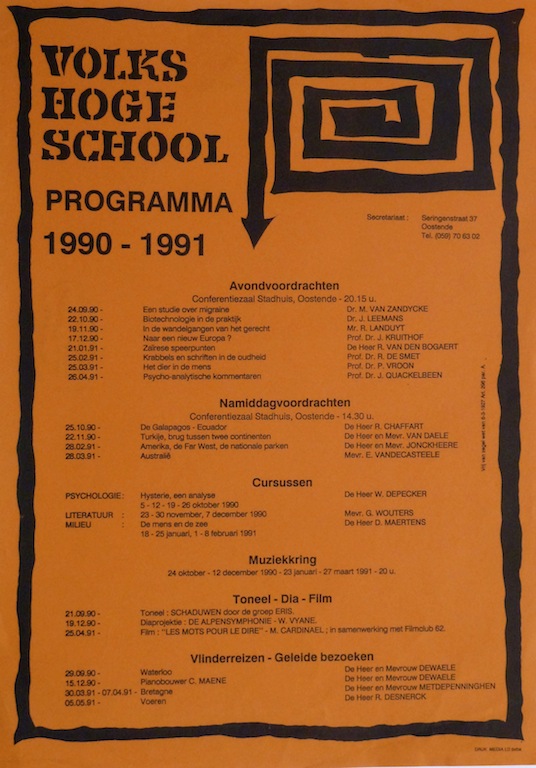 VOLKS
HOGE
SCHOOL
PROGRAMMA
1990 - 1991
Secretariaat : Seringenstraat 37
Oostende
Tel. (059) 70 63 02
Avondvoordrachten
Conferentiezaal Stadhuis, Oostende - 20.15 u.
24.09.90 - Een studie over migraine Dr. M. VAN ZANDYCKE
22.10.90 - Biotechnologie in de praktijk Dr. J. LEEMANS
19.11.90 - In de wandelgangen van het gerecht Mr. R. LANDUYT
17.12.90 - Naar een nieuw Europa ? Prof. Dr. J. KRUITHOF
21.01.91 - Zaïrese speerpunten De Heer R. VAN DEN BOGAERT
25.02.91 - Krabbels en schriften in de oudheid Prof. Dr. R. DE SMET
25.03.91 - Het dier in de mens Prof. Dr. P. VROON
26.04.91 - Psycho-analytische kommentaren Prof. Dr. J. QUACKELBEEN
Namiddagvoordrachten
Conferentiezaal Stadhuis, Oostende - 14.30 u.
25.10.90 - De Galapagos - Ecuador De Heer R. CHAFFART
22.11.90 - Turkije, brug tussen twee continenten De Heer en Mevr. VAN DAELE
28.02.91 - Amerika, de Far West, de nationale parken De Heer en Mevr. JONCKHEERE
28.03.91 - Australië Mevr. E. VANDECASTEELE
Cursussen
PSYCHOLOGIE : Hysterie, een analyse De Heer W. DEPECKER
5 - 12 - 19 - 26 oktober 1990
LITERATUUR : 23 - 30 november, 7 december 1990 Mevr. G. WOUTERS
MILIEU : De mens en de zee De Heer D. MAERTENS
18 - 25 januari, 1 - 8 februari 1991
Muziekkring
24 oktober - 12 december 1990 - 23 januari - 27 maart 1991 - 20 u.
Toneel - Dia - Film
21.09.90 - Toneel : SCHADUWEN door de groep ERIS.
19.12.90 - Diaprojektie : DE ALPENSYMPHONIE - W. VYANE.
25.04.91 - Film : "LES MOTS POUR LE DIRE" - M. CARDINAEL ; in samenwerking met Filmclub 62.
Vlinderreizen - Geleide bezoeken
29.09.90 - Waterloo De Heer en Mevrouw DEWAELE
15.12.90 - Pianobouwer C. MAENE De Heer en Mevrouw DEWAELE
30.03.91 - 07.04.91 - Bretagne De Heer en Mevrouw METDEPENNINGHEN
05.05.91 - Voeren De Heer R. DESNERCK
DRUK MEDIA